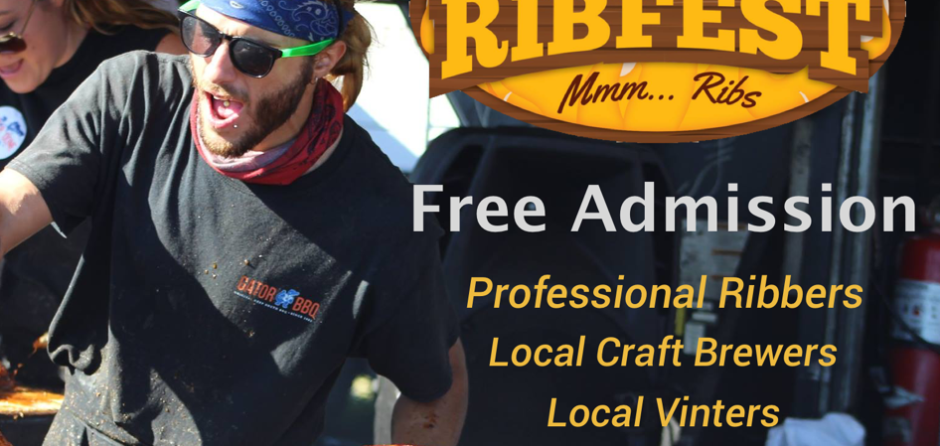 RIBFEST
Mmm... Ribs
Free Admission
GATOR BBQ
Professional Ribbers
Local Craft Brewers
Local Vinters